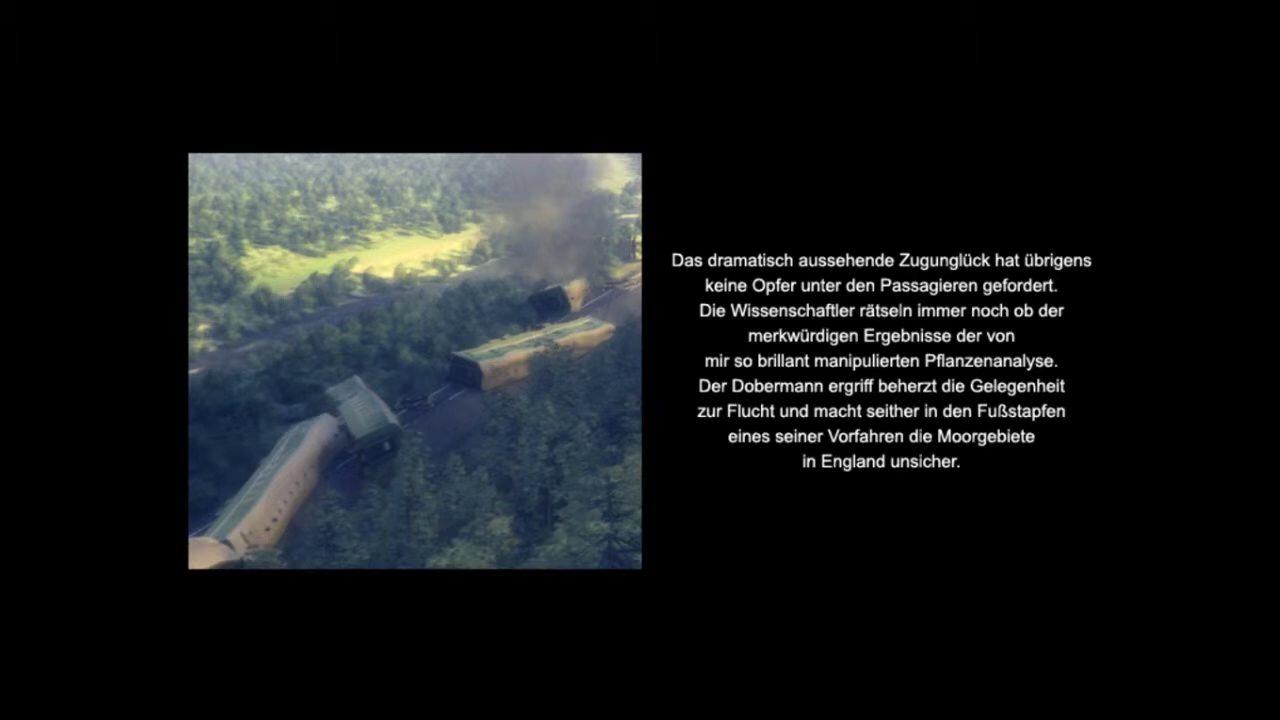 Das dramatisch aussehende Zugunglück hat übrigens
keine Opfer unter den Passagieren gefordert.
Die Wissenschaftler rätseln immer noch ob der
merkwürdigen Ergebnisse der von
mir so brillant manipulierten Pflanzenanalyse.
Der Dobermann ergriff beherzt die Gelegenheit
zur Flucht und macht seither in den Fußstapfen
eines seiner Vorfahren die Moorgebiete
in England unsicher.